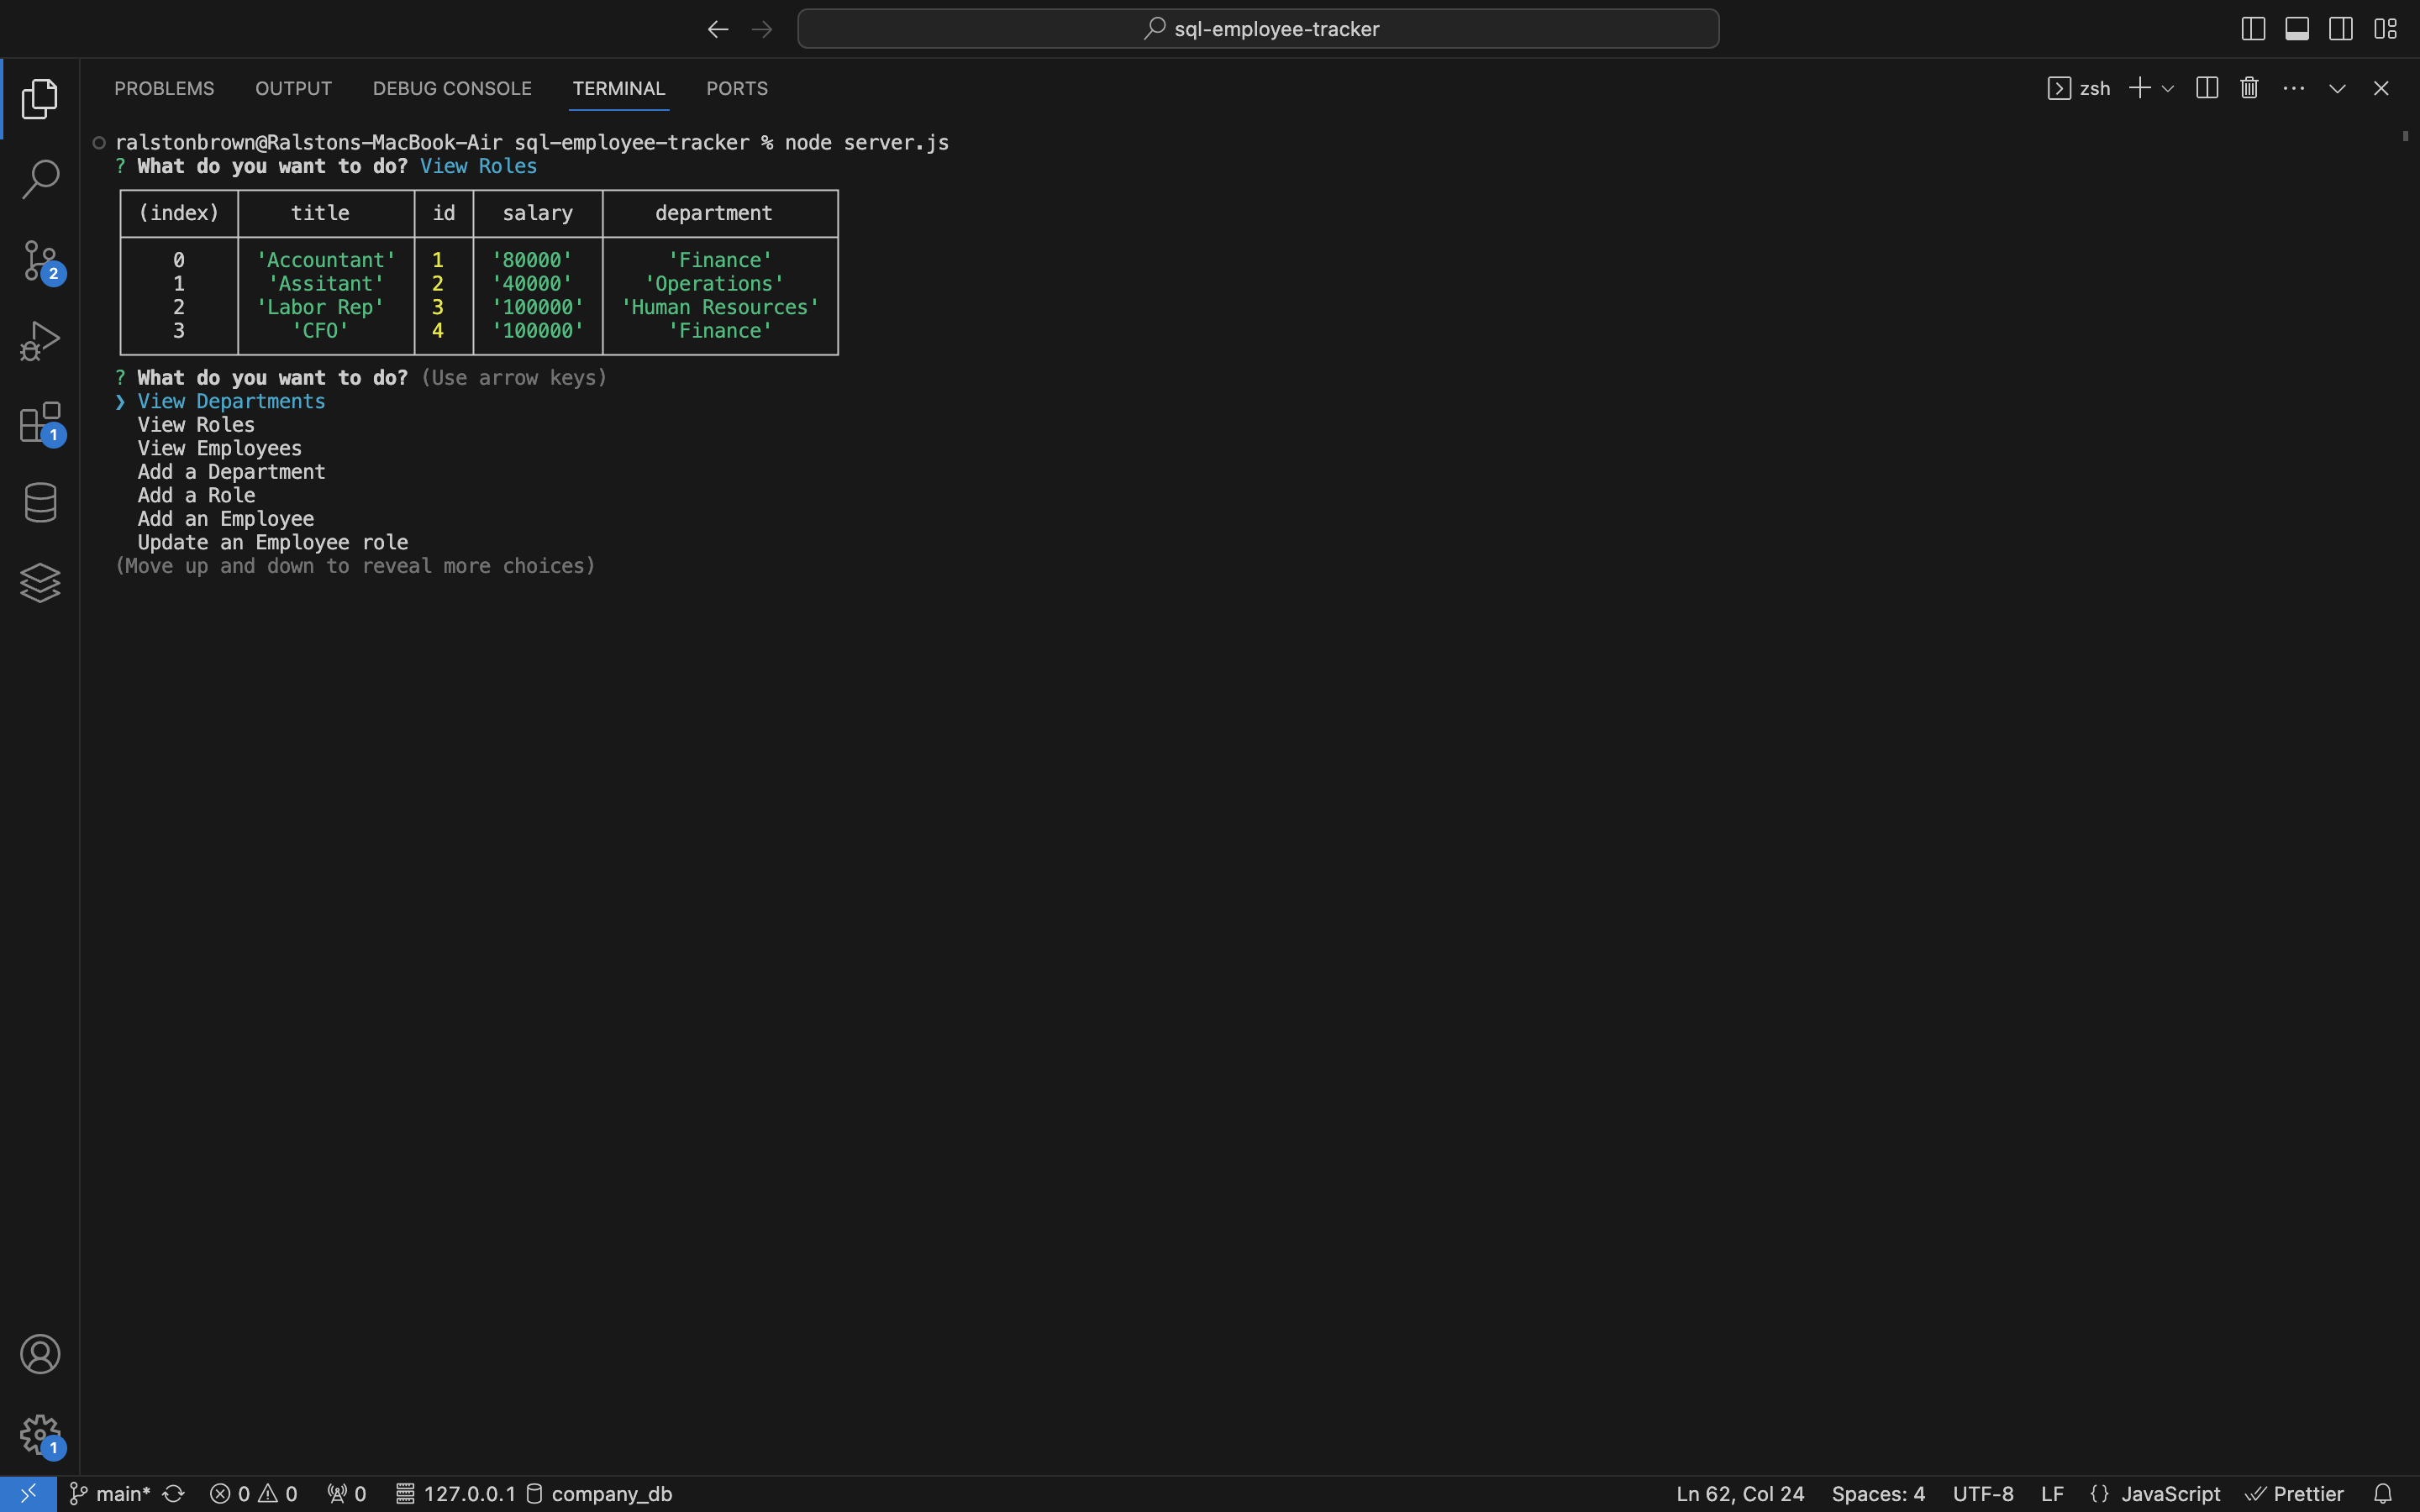 sql-employee-tracker
PROBLEMS OUTPUT DEBUG CONSOLE TERMINAL PORTS zsh
ralstonbrown@Ralstons-MacBook-Air sql-employee-tracker % node server.js
? What do you want to do? View Roles
(index) title id salary department
0 'Accountant' 1 '80000' 'Finance'
1 'Assitant' 2 '40000' 'Operations'
2 'Labor Rep' 3 '100000' 'Human Resources'
3 'CFO' 4 '100000' 'Finance'
? What do you want to do? (Use arrow keys)
❯ View Departments
View Roles
View Employees
Add a Department
Add a Role
Add an Employee
Update an Employee role
(Move up and down to reveal more choices)
2
1
1
main* 0 0 0 127.0.0.1 company_db Ln 62, Col 24 Spaces: 4 UTF-8 LF {} JavaScript Prettier